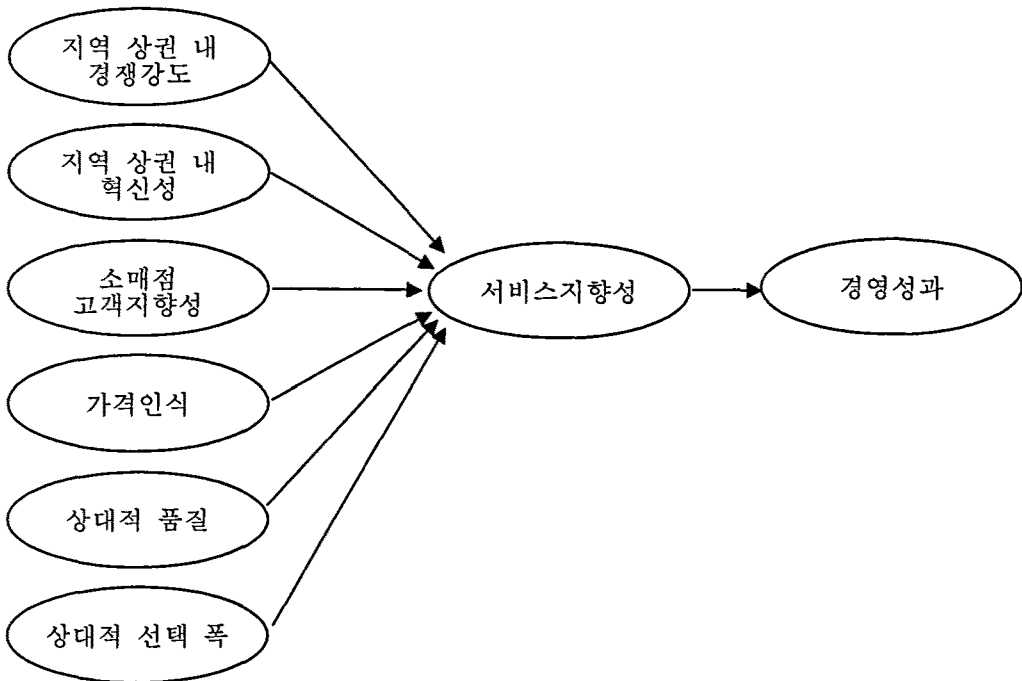 지역 상권 내
경쟁강도
지역 상권 내
혁신성
소매점
고객지향성
가격인식
상대적 품질
상대적 선택 폭
서비스지향성
경영성과